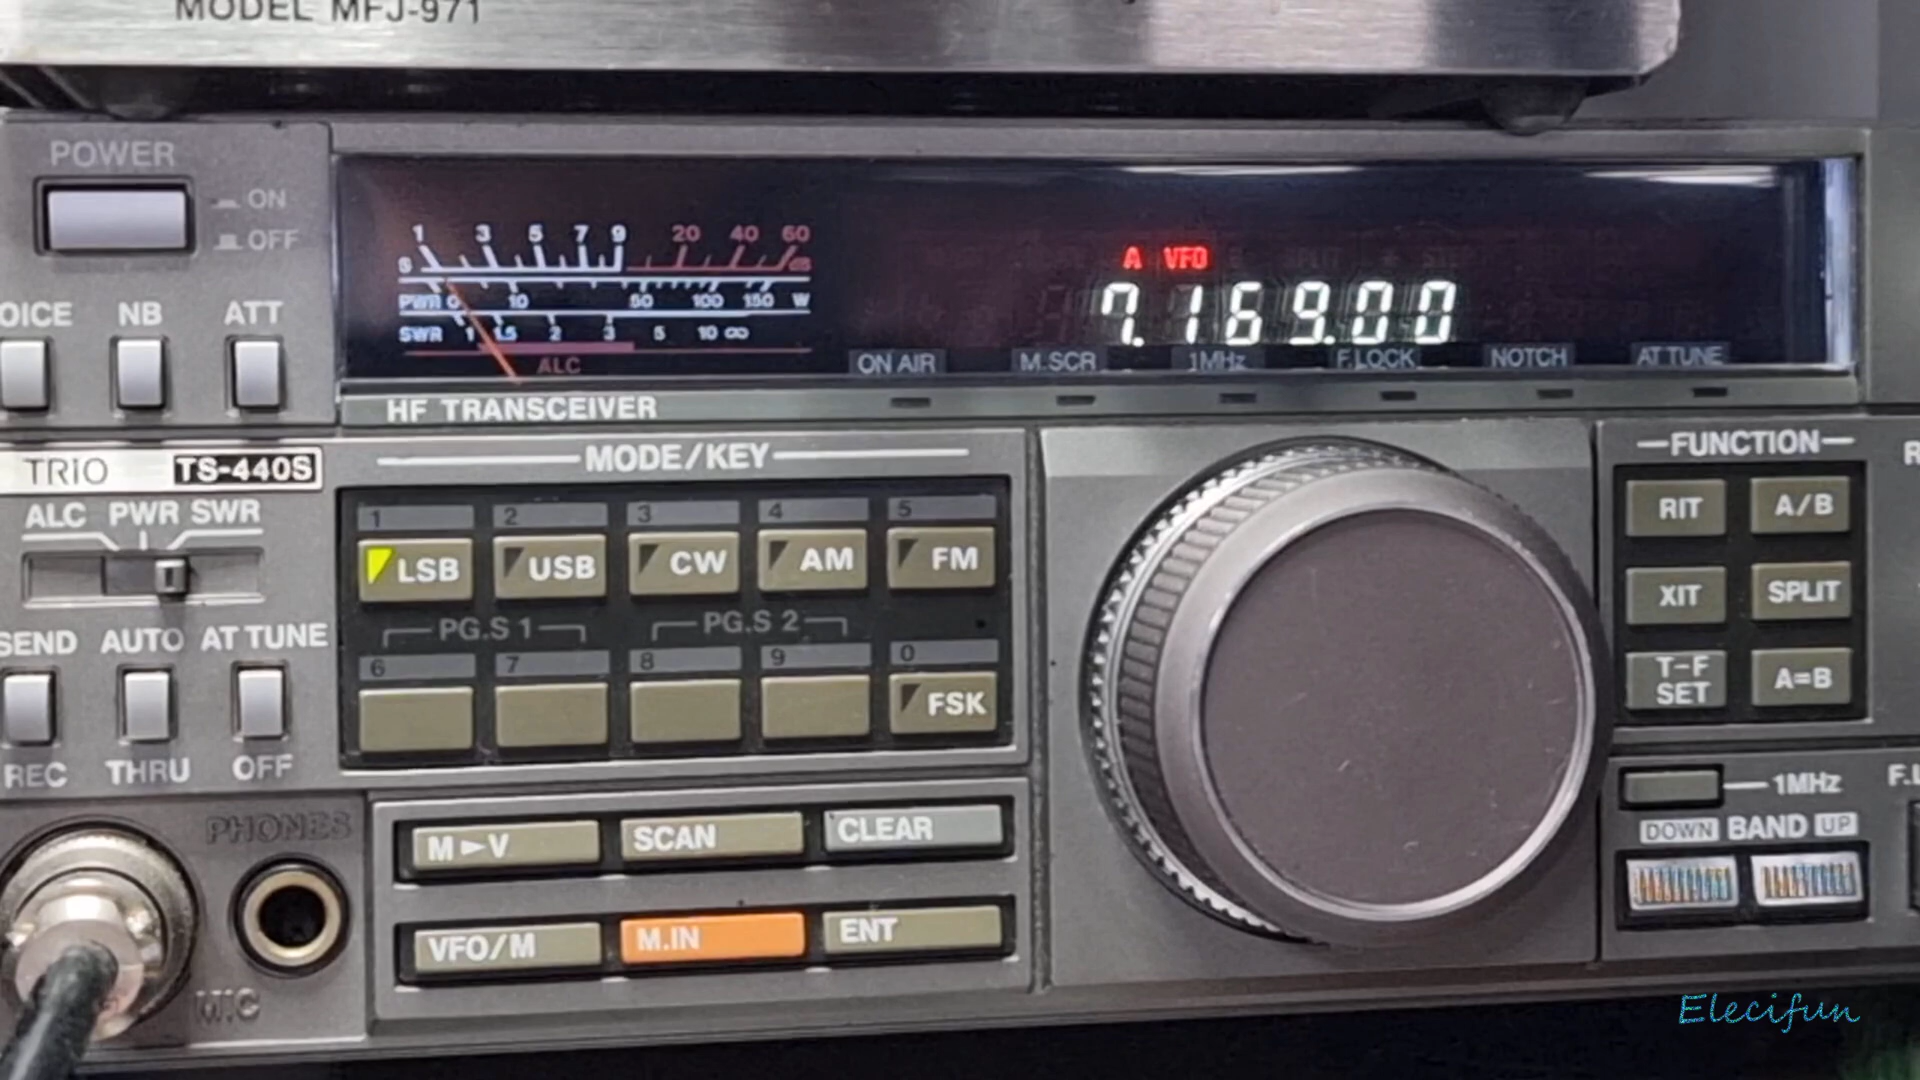 MODEL MFJ-971
POWER
ON
OFF
OICE NB ATT
1 3 5 7 9 20 40 60
S dB
PWR 0 10 50 100 150 W
SWR 1 1.5 2 3 5 10 ∞
ALC
A VFO
7.169.00
ON AIR M.SCR 1MHz F.LOCK NOTCH AT TUNE
HF TRANSCEIVER
TRIO TS-440S
ALC PWR SWR
SEND AUTO AT TUNE
REC THRU OFF
PHONES
MIC
MODE/KEY
1 2 3 4 5
LSB USB CW AM FM
PG.S 1 PG.S 2
6 7 8 9 0
FSK
M►V SCAN CLEAR
VFO/M M.IN ENT
FUNCTION
RIT A/B
XIT SPLIT
T-F SET A=B
1MHz
DOWN BAND UP
F.L
R
Elecifun